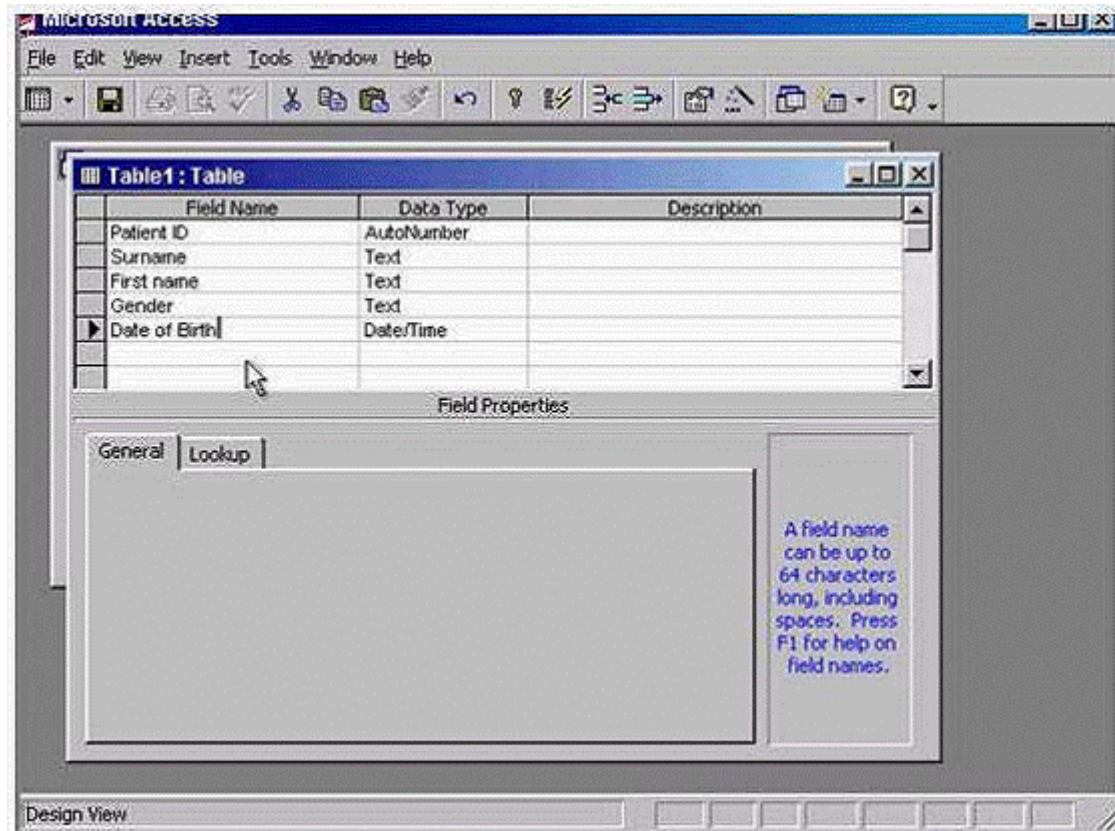 Microsoft Access
File Edit View Insert Tools Window Help
Table1 : Table
Field Name Data Type Description
Patient ID AutoNumber
Surname Text
First name Text
Gender Text
Date of Birth Date/Time
Field Properties
General Lookup
A field name
can be up to
64 characters
long, including
spaces. Press
F1 for help on
field names.
Design View